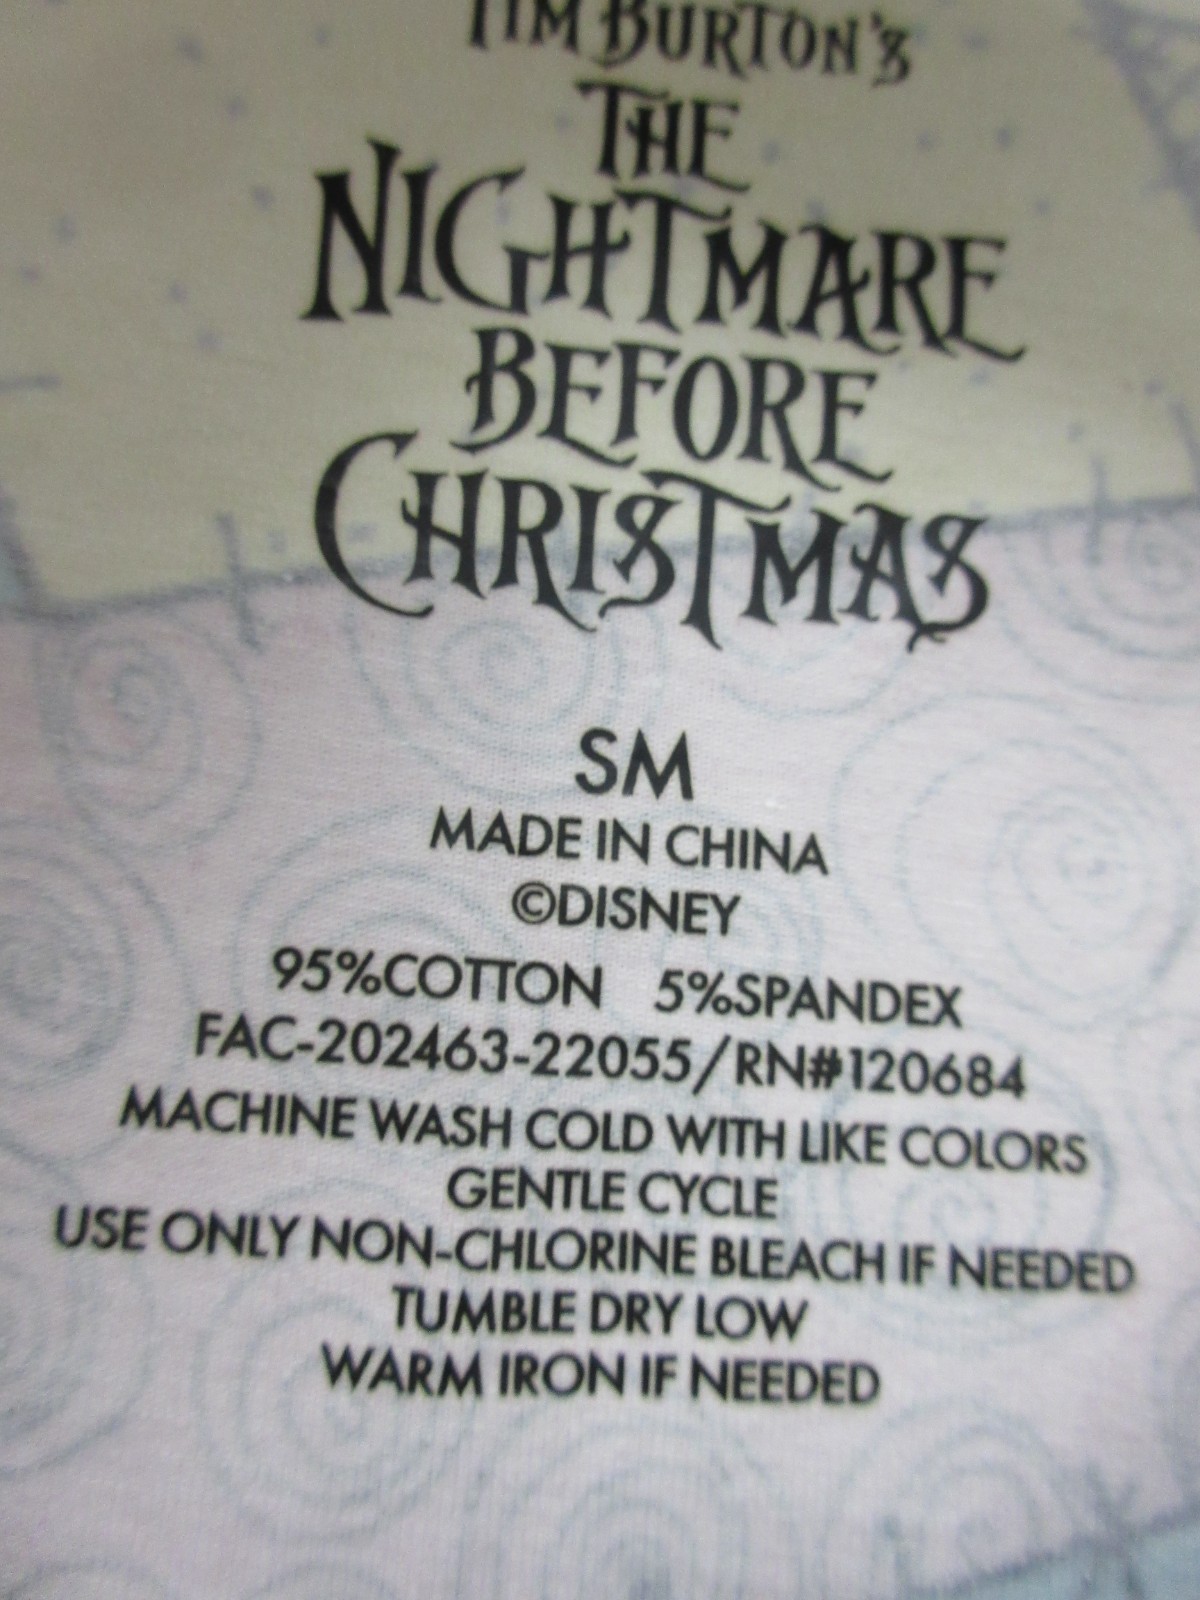 TIM BURTON'S
THE
NIGHTMARE
BEFORE
CHRISTMAS
SM
MADE IN CHINA
©DISNEY
95%COTTON 5%SPANDEX
FAC-202463-22055/RN#120684
MACHINE WASH COLD WITH LIKE COLORS
GENTLE CYCLE
USE ONLY NON-CHLORINE BLEACH IF NEEDED
TUMBLE DRY LOW
WARM IRON IF NEEDED